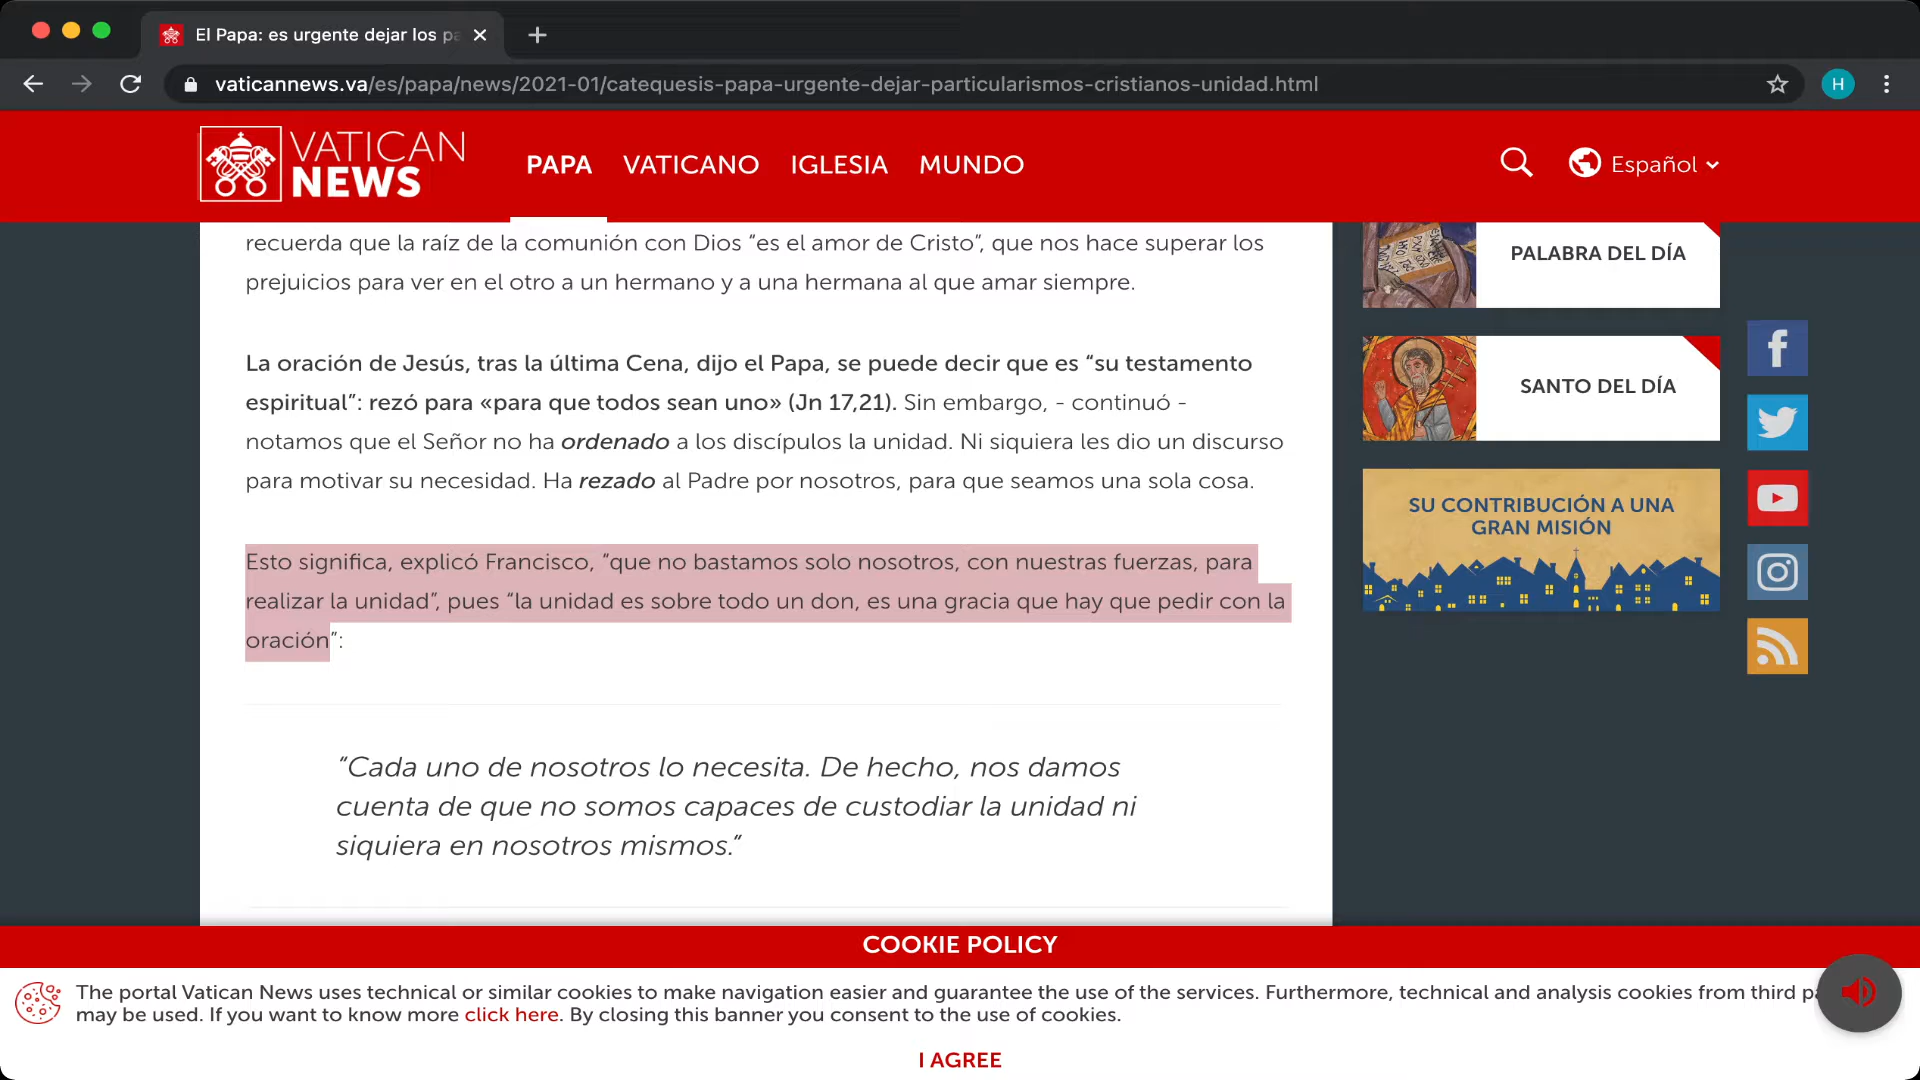 El Papa: es urgente dejar los pa
vaticannews.va/es/papa/news/2021-01/catequesis-papa-urgente-dejar-particularismos-cristianos-unidad.html
H
VATICAN
NEWS
PAPA
VATICANO
IGLESIA
MUNDO
Español
recuerda que la raíz de la comunión con Dios “es el amor de Cristo”, que nos hace superar los
prejuicios para ver en el otro a un hermano y a una hermana al que amar siempre.
La oración de Jesús, tras la última Cena, dijo el Papa, se puede decir que es “su testamento
espiritual”: rezó para «para que todos sean uno» (Jn 17,21). Sin embargo, - continuó -
notamos que el Señor no ha ordenado a los discípulos la unidad. Ni siquiera les dio un discurso
para motivar su necesidad. Ha rezado al Padre por nosotros, para que seamos una sola cosa.
Esto significa, explicó Francisco, “que no bastamos solo nosotros, con nuestras fuerzas, para
realizar la unidad”, pues “la unidad es sobre todo un don, es una gracia que hay que pedir con la
oración”:
“Cada uno de nosotros lo necesita. De hecho, nos damos
cuenta de que no somos capaces de custodiar la unidad ni
siquiera en nosotros mismos.”
PALABRA DEL DÍA
SANTO DEL DÍA
SU CONTRIBUCIÓN A UNA
GRAN MISIÓN
COOKIE POLICY
The portal Vatican News uses technical or similar cookies to make navigation easier and guarantee the use of the services. Furthermore, technical and analysis cookies from third pa
may be used. If you want to know more click here. By closing this banner you consent to the use of cookies.
I AGREE